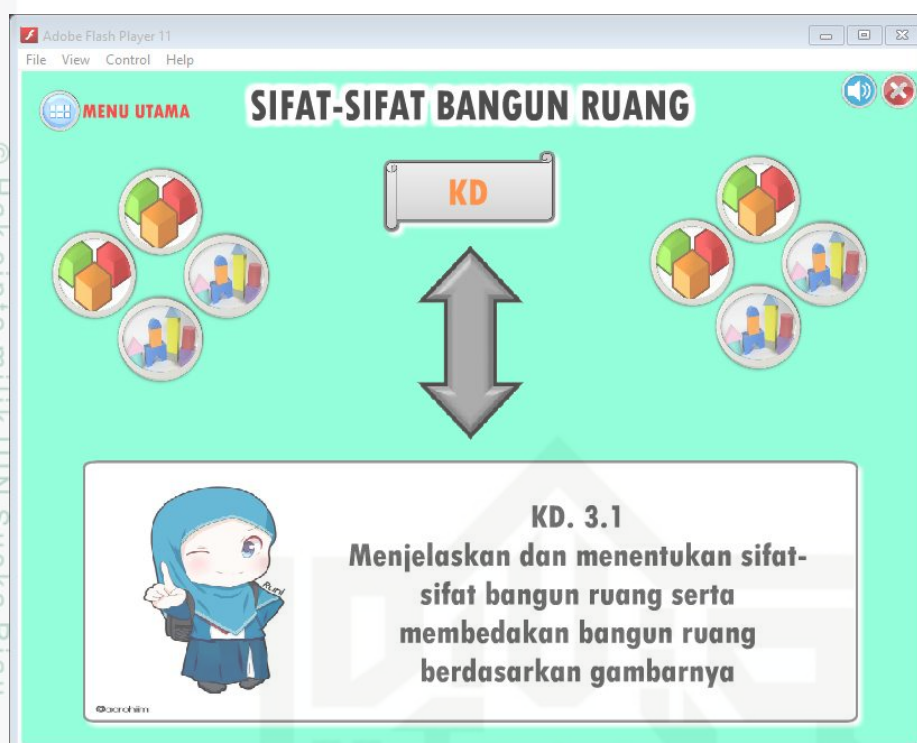 Adobe Flash Player 11
File View Control Help
MENU UTAMA
SIFAT-SIFAT BANGUN RUANG
KD
KD. 3.1
Menjelaskan dan menentukan sifat-
sifat bangun ruang serta
membedakan bangun ruang
berdasarkan gambarnya